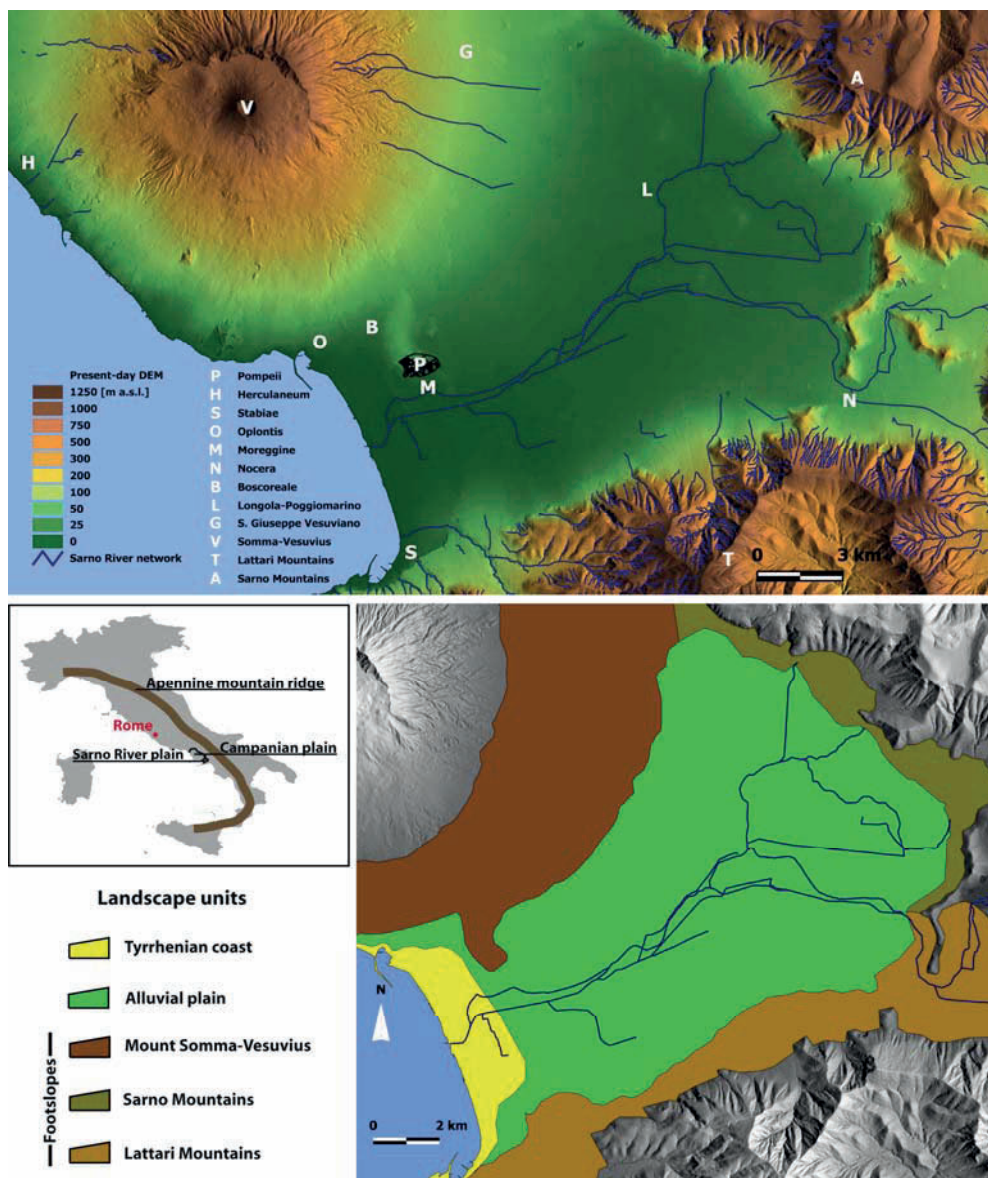 G
A
V
H
L
O
B
P
M
N
S
T
0 3 km
Present-day DEM
1250 [m a.s.l.]
1000
750
500
300
200
100
50
25
0
Sarno River network
P Pompeii
H Herculaneum
S Stabiae
O Oplontis
M Moreggine
N Nocera
B Boscoreale
L Longola-Poggiomarino
G S. Giuseppe Vesuviano
V Somma-Vesuvius
T Lattari Mountains
A Sarno Mountains
Apennine mountain ridge
Rome
Campanian plain
Sarno River plain
Landscape units
Tyrrhenian coast
Alluvial plain
Footslopes
Mount Somma-Vesuvius
Sarno Mountains
Lattari Mountains
N
0 2 km